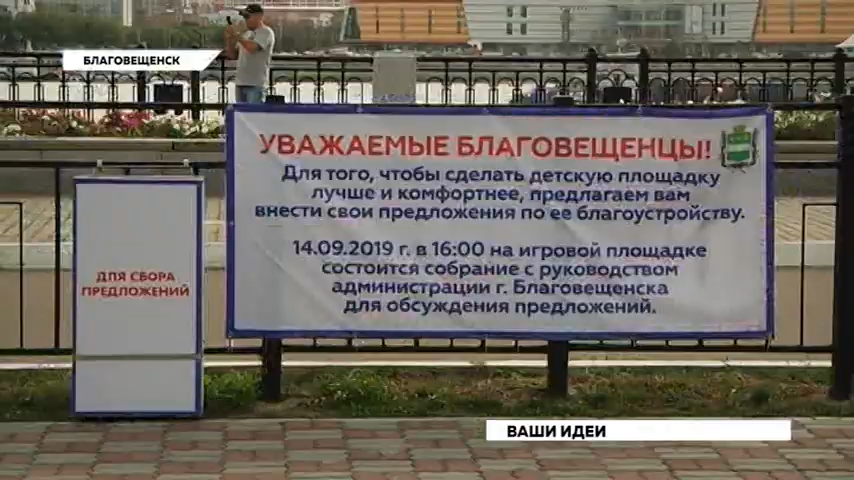 БЛАГОВЕЩЕНСК
УВАЖАЕМЫЕ БЛАГОВЕЩЕНЦЫ!
Для того, чтобы сделать детскую площадку
лучше и комфортнее, предлагаем вам
внести свои предложения по ее благоустройству.
14.09.2019 г. в 16:00 на игровой площадке
состоится собрание с руководством
администрации г. Благовещенска
для обсуждения предложений.
ДЛЯ СБОРА
ПРЕДЛОЖЕНИЙ
ВАШИ ИДЕИ